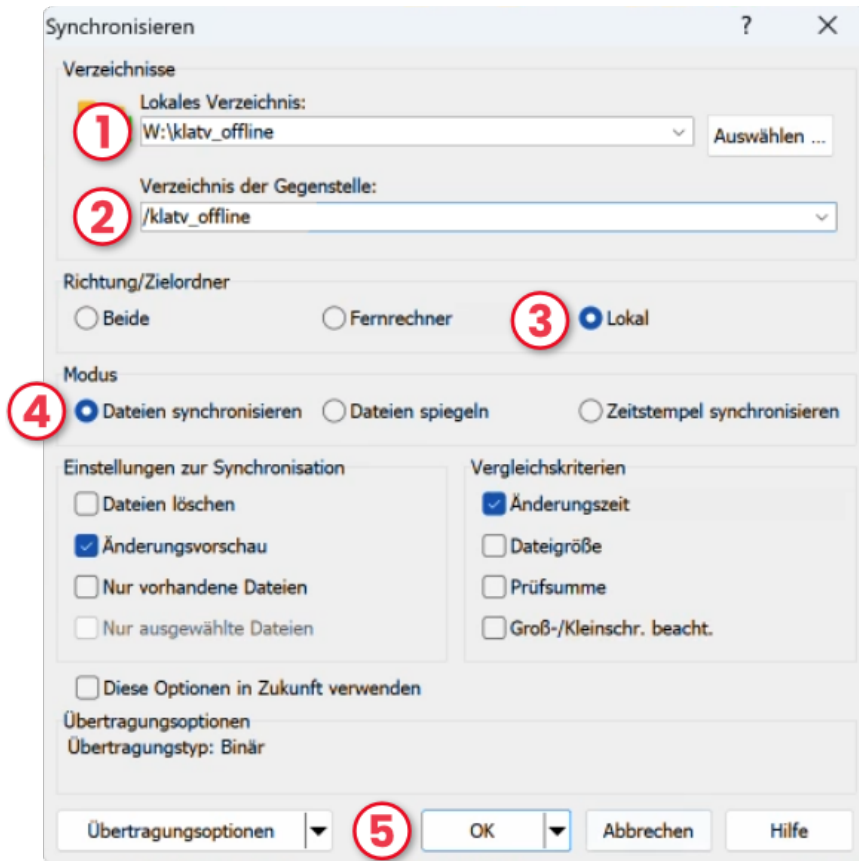 Synchronisieren ?
Verzeichnisse
Lokales Verzeichnis:
1 W:\klatv_offline Auswählen ...
Verzeichnis der Gegenstelle:
2 /klatv_offline
Richtung/Zielordner
Beide Fernrechner 3 Lokal
Modus
4 Dateien synchronisieren Dateien spiegeln Zeitstempel synchronisieren
Einstellungen zur Synchronisation
Dateien löschen
Änderungsvorschau
Nur vorhandene Dateien
Nur ausgewählte Dateien
Vergleichskriterien
Änderungszeit
Dateigröße
Prüfsumme
Groß-/Kleinschr. beacht.
Diese Optionen in Zukunft verwenden
Übertragungsoptionen
Übertragungstyp: Binär
Übertragungsoptionen 5 OK Abbrechen Hilfe